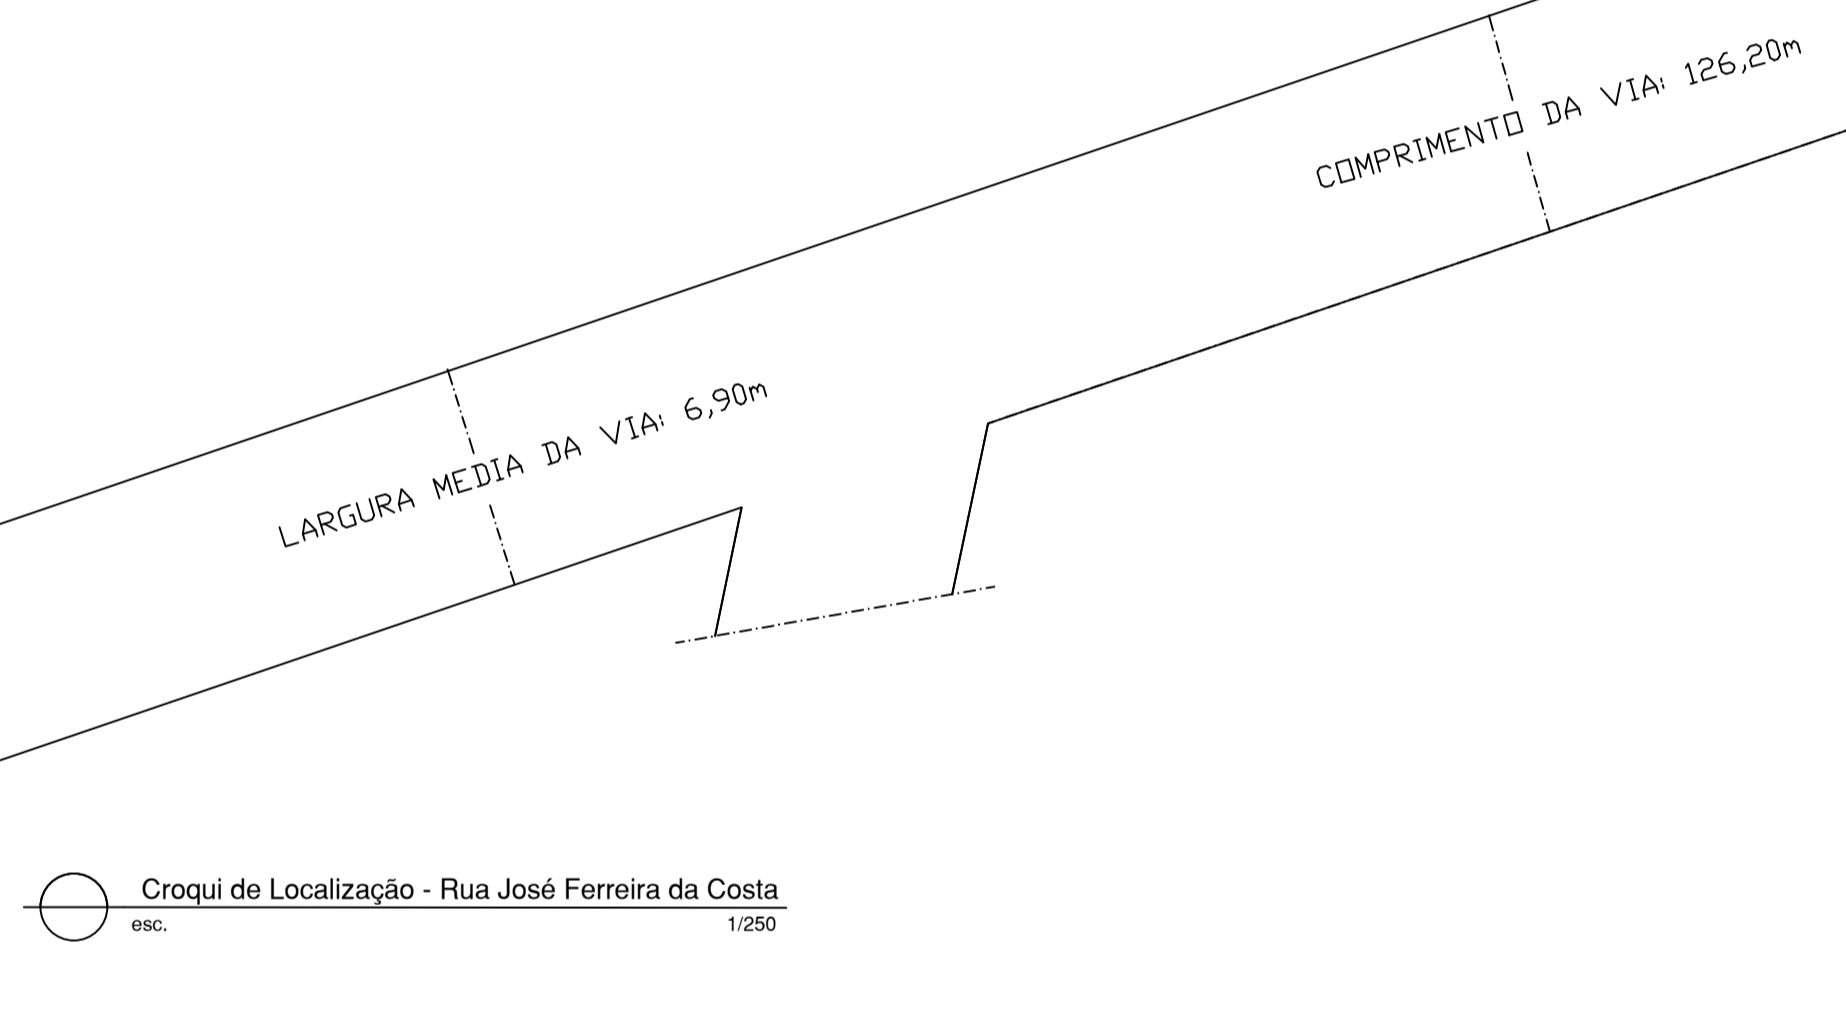 COMPRIMENTO DA VIA: 126,20m
LARGURA MEDIA DA VIA: 6,90m
Croqui de Localização - Rua José Ferreira da Costa
esc. 1/250